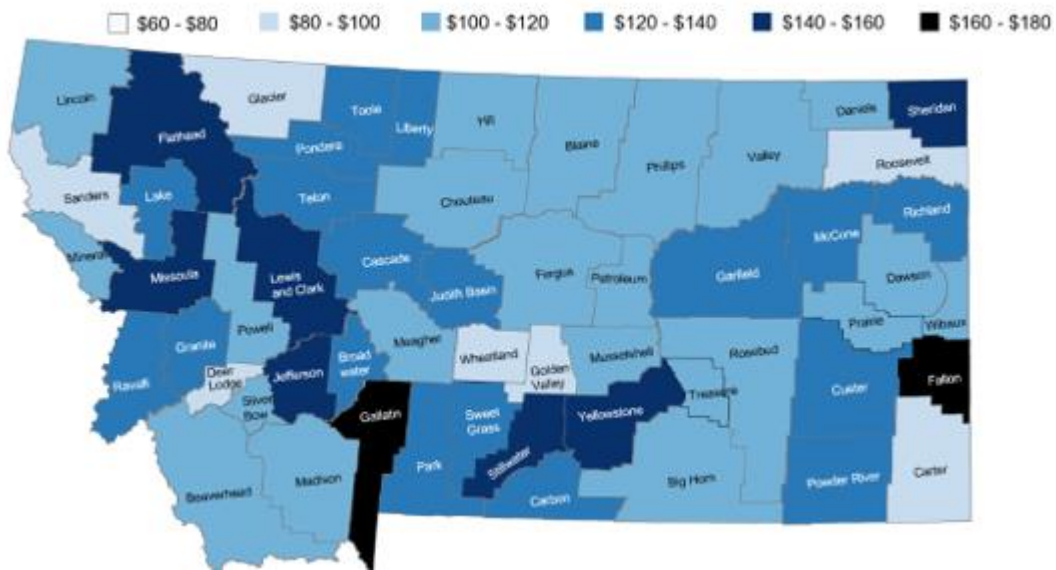 $60 - $80 $80 - $100 $100 - $120 $120 - $140 $140 - $160 $160 - $180
Lincoln
Flathead
Glacier
Toole
Liberty
Hill
Blaine
Phillips
Valley
Daniels
Sheridan
Roosevelt
Pondera
Sanders
Lake
Teton
Chouteau
Richland
McCone
Mineral
Missoula
Lewis
and Clark
Cascade
Judith Basin
Fergus
Petroleum
Garfield
Dawson
Prairie
Wibaux
Powell
Granite
Meagher
Wheatland
Golden
Valley
Musselshell
Rosebud
Treasure
Custer
Fallon
Ravalli
Deer
Lodge
Silver
Bow
Jefferson
Broad
water
Gallatn
Sweet
Grass
Yellowstone
Stillwater
Park
Carbon
Big Horn
Powder River
Carter
Beaverhead
Madison